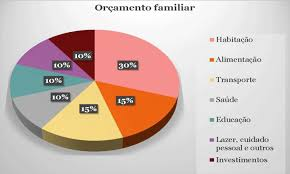 Orçamento familiar
10%
10%
10%
10%
15%
15%
30%
Habitação
Alimentação
Transporte
Saúde
Educação
Lazer, cuidado
pessoal e outros
Investimentos